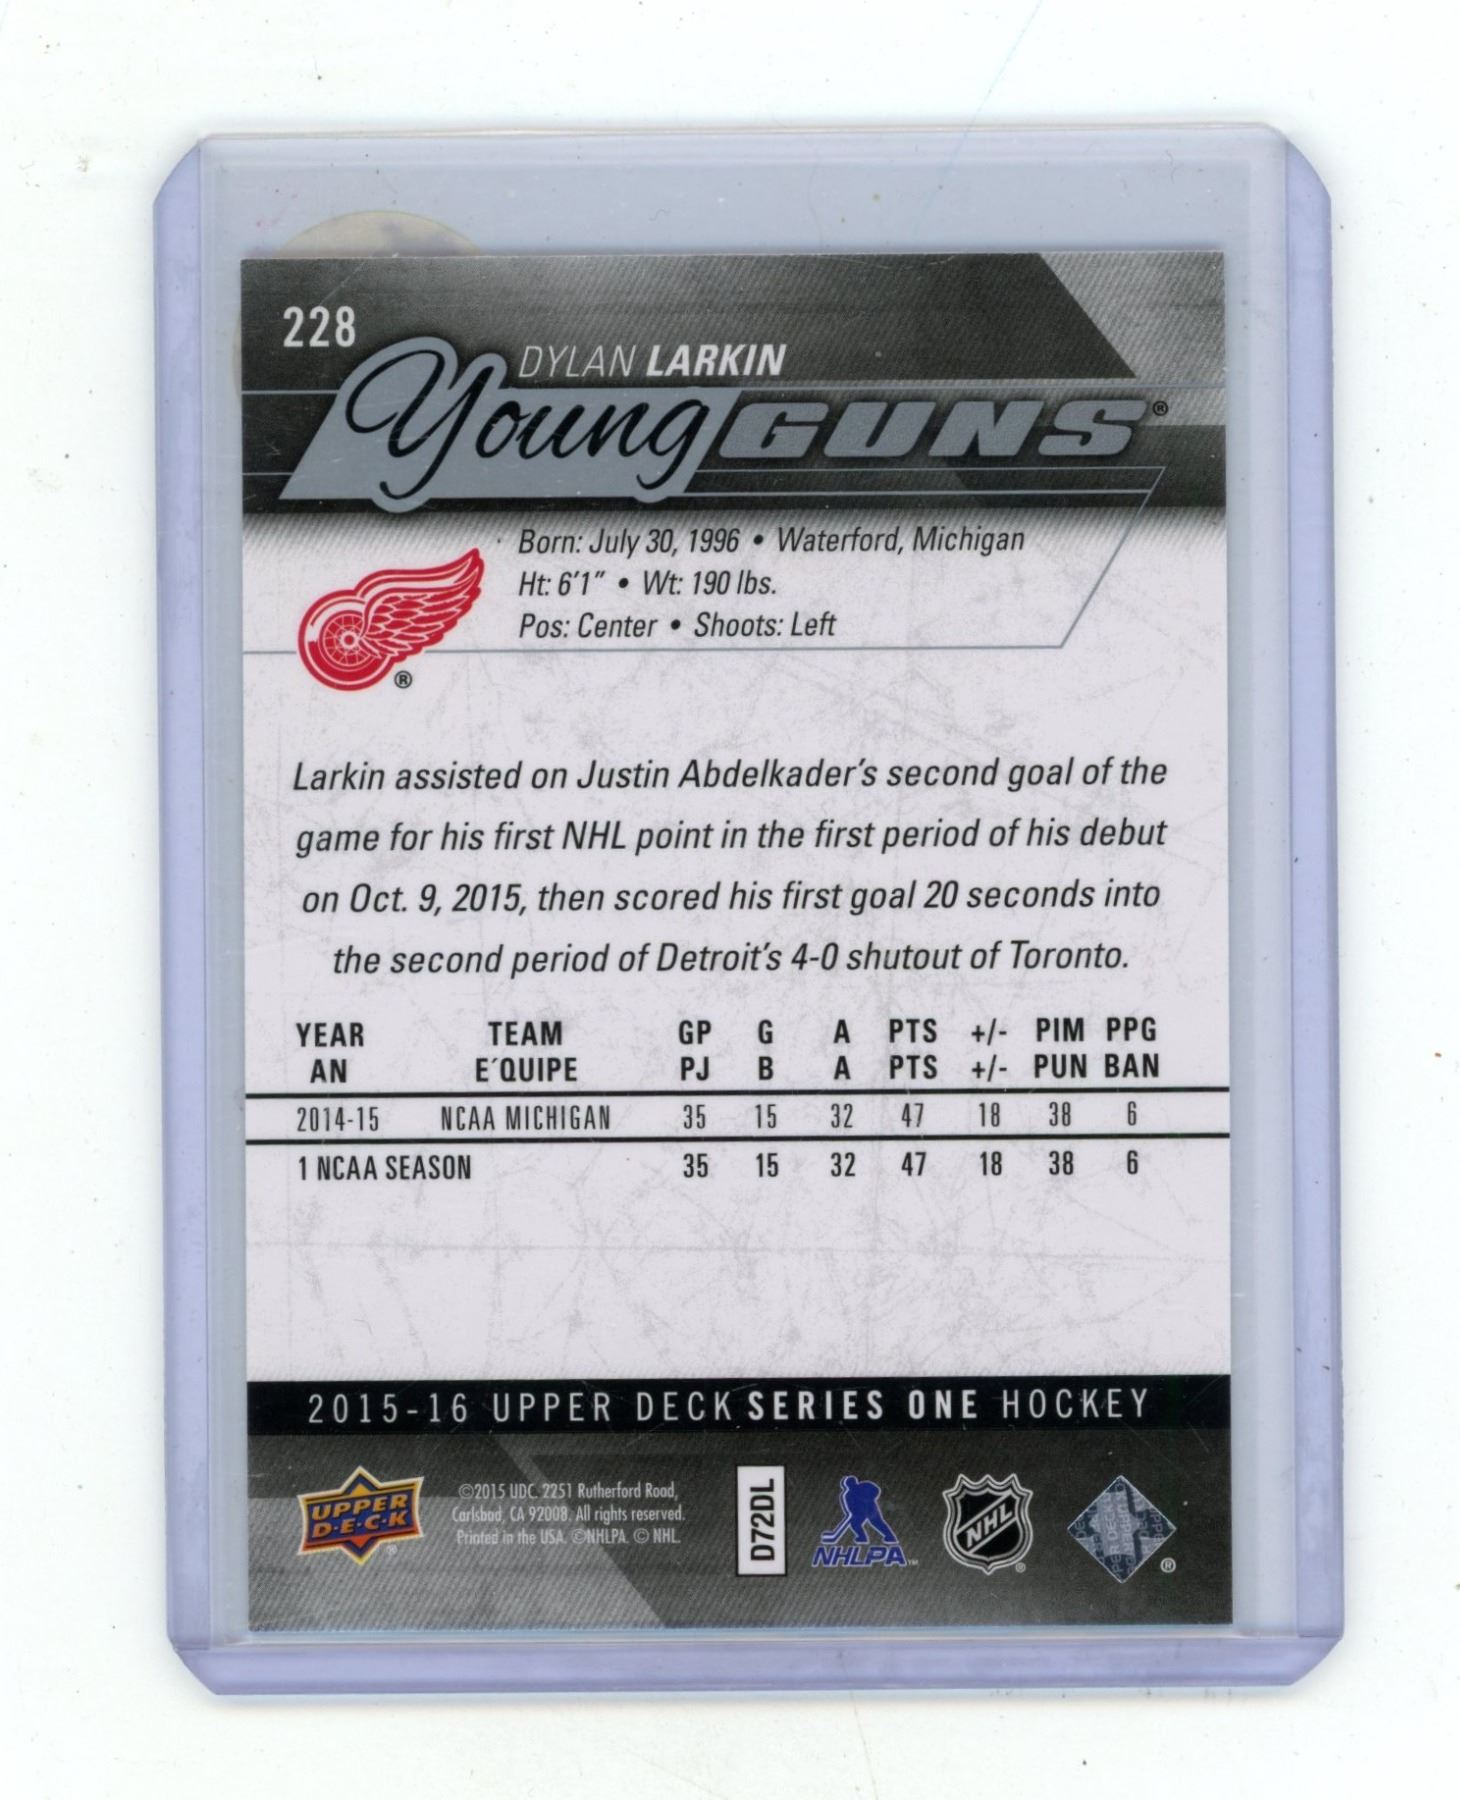 228
DYLAN LARKIN
Young GUNS®
Born: July 30, 1996 • Waterford, Michigan
Ht: 6'1" • Wt: 190 lbs.
Pos: Center • Shoots: Left
®
Larkin assisted on Justin Abdelkader's second goal of the
game for his first NHL point in the first period of his debut
on Oct. 9, 2015, then scored his first goal 20 seconds into
the second period of Detroit's 4-0 shutout of Toronto.
YEAR TEAM GP G A PTS +/- PIM PPG
AN E´QUIPE PJ B A PTS +/- PUN BAN
2014-15 NCAA MICHIGAN 35 15 32 47 18 38 6
1 NCAA SEASON 35 15 32 47 18 38 6
2015-16 UPPER DECK SERIES ONE HOCKEY
UPPER
D·E·C·K
©2015 UDC. 2251 Rutherford Road,
Carlsbad, CA 92008. All rights reserved.
Printed in the USA. ©NHLPA. © NHL.
D72DL
NHLPA™
NHL
®